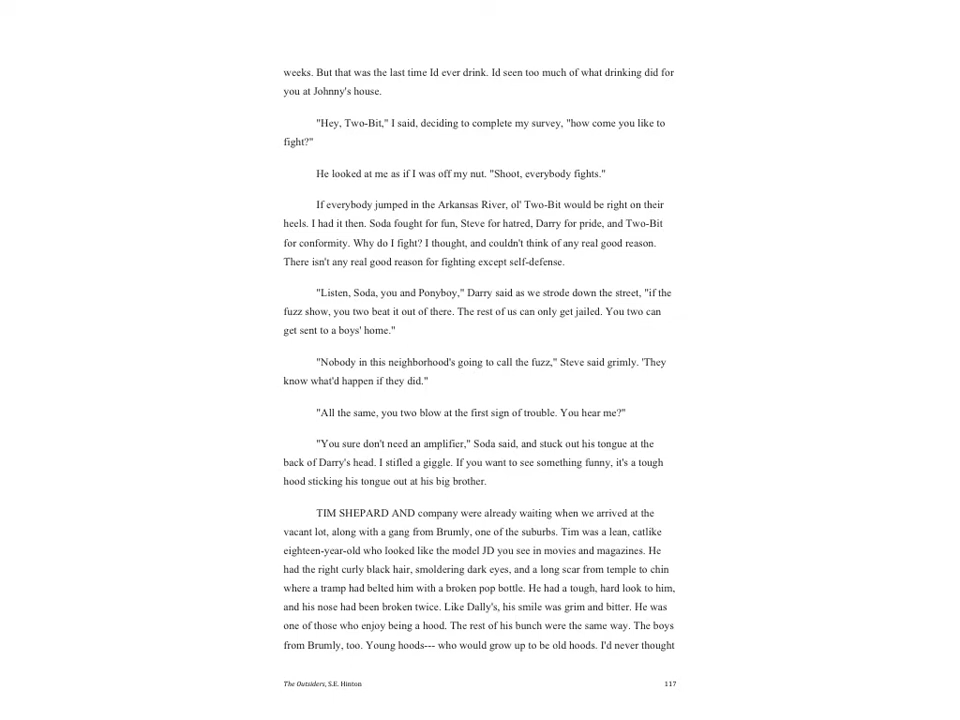 weeks. But that was the last time Id ever drink. Id seen too much of what drinking did for
you at Johnny's house.
"Hey, Two-Bit," I said, deciding to complete my survey, "how come you like to
fight?"
He looked at me as if I was off my nut. "Shoot, everybody fights."
If everybody jumped in the Arkansas River, ol' Two-Bit would be right on their
heels. I had it then. Soda fought for fun, Steve for hatred, Darry for pride, and Two-Bit
for conformity. Why do I fight? I thought, and couldn't think of any real good reason.
There isn't any real good reason for fighting except self-defense.
"Listen, Soda, you and Ponyboy," Darry said as we strode down the street, "if the
fuzz show, you two beat it out of there. The rest of us can only get jailed. You two can
get sent to a boys' home."
"Nobody in this neighborhood's going to call the fuzz," Steve said grimly. 'They
know what'd happen if they did."
"All the same, you two blow at the first sign of trouble. You hear me?"
"You sure don't need an amplifier," Soda said, and stuck out his tongue at the
back of Darry's head. I stifled a giggle. If you want to see something funny, it's a tough
hood sticking his tongue out at his big brother.
TIM SHEPARD AND company were already waiting when we arrived at the
vacant lot, along with a gang from Brumly, one of the suburbs. Tim was a lean, catlike
eighteen-year-old who looked like the model JD you see in movies and magazines. He
had the right curly black hair, smoldering dark eyes, and a long scar from temple to chin
where a tramp had belted him with a broken pop bottle. He had a tough, hard look to him,
and his nose had been broken twice. Like Dally's, his smile was grim and bitter. He was
one of those who enjoy being a hood. The rest of his bunch were the same way. The boys
from Brumly, too. Young hoods--- who would grow up to be old hoods. I'd never thought
The Outsiders, S.E. Hinton 117